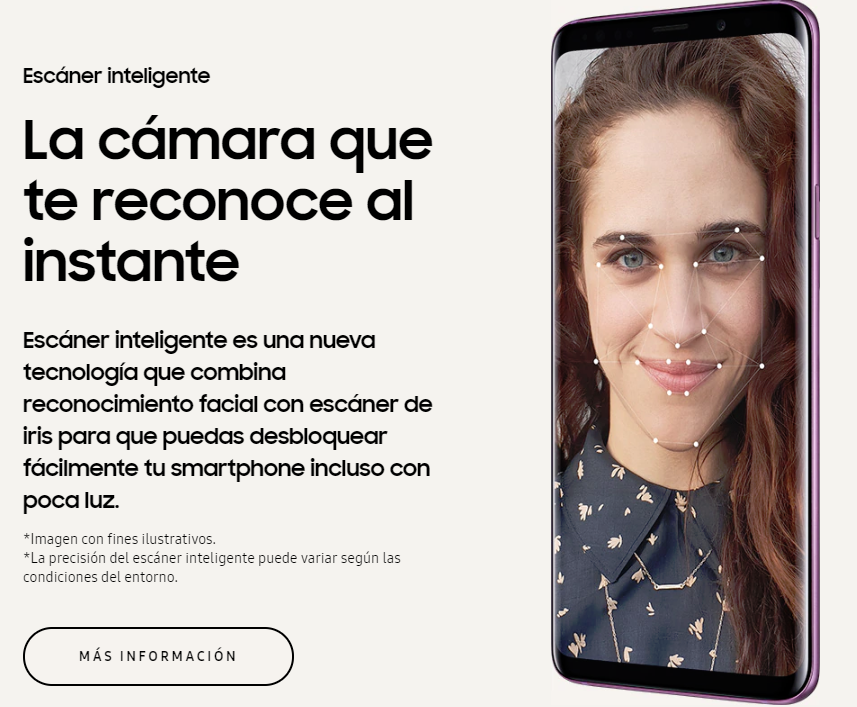 Escáner inteligente
La cámara que
te reconoce al
instante
Escáner inteligente es una nueva
tecnología que combina
reconocimiento facial con escáner de
iris para que puedas desbloquear
fácilmente tu smartphone incluso con
poca luz.
*Imagen con fines ilustrativos.
*La precisión del escáner inteligente puede variar según las
condiciones del entorno.
MÁS INFORMACIÓN